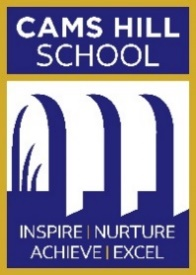 CAMS HILL
SCHOOL
INSPIRE | NURTURE
ACHIEVE | EXCEL